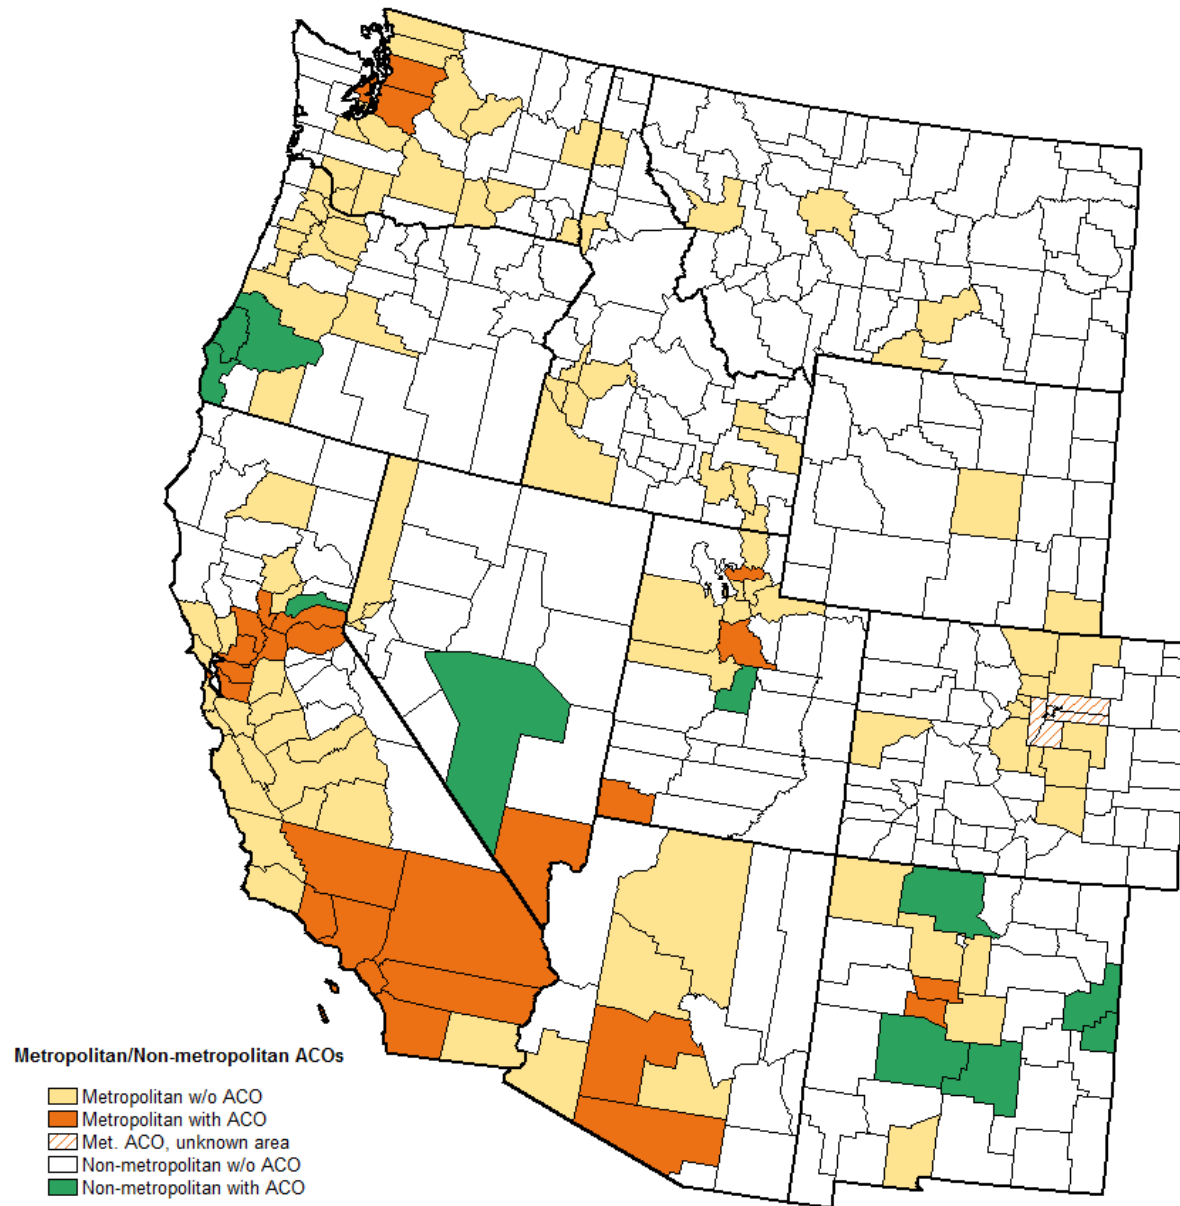 Metropolitan/Non-metropolitan ACOs
Metropolitan w/o ACO
Metropolitan with ACO
Met. ACO, unknown area
Non-metropolitan w/o ACO
Non-metropolitan with ACO